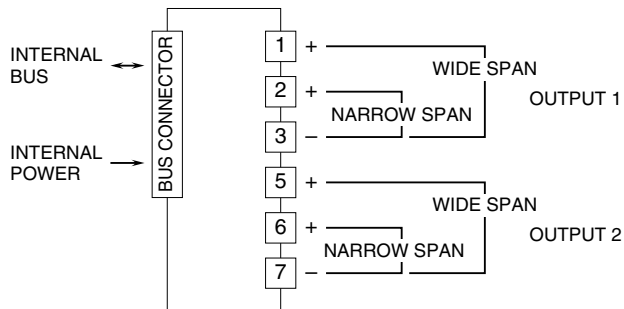 INTERNAL
BUS
INTERNAL
POWER
BUS CONNECTOR
1 +
WIDE SPAN
2 +
NARROW SPAN
OUTPUT 1
3 –
5 +
WIDE SPAN
6 +
NARROW SPAN
OUTPUT 2
7 –